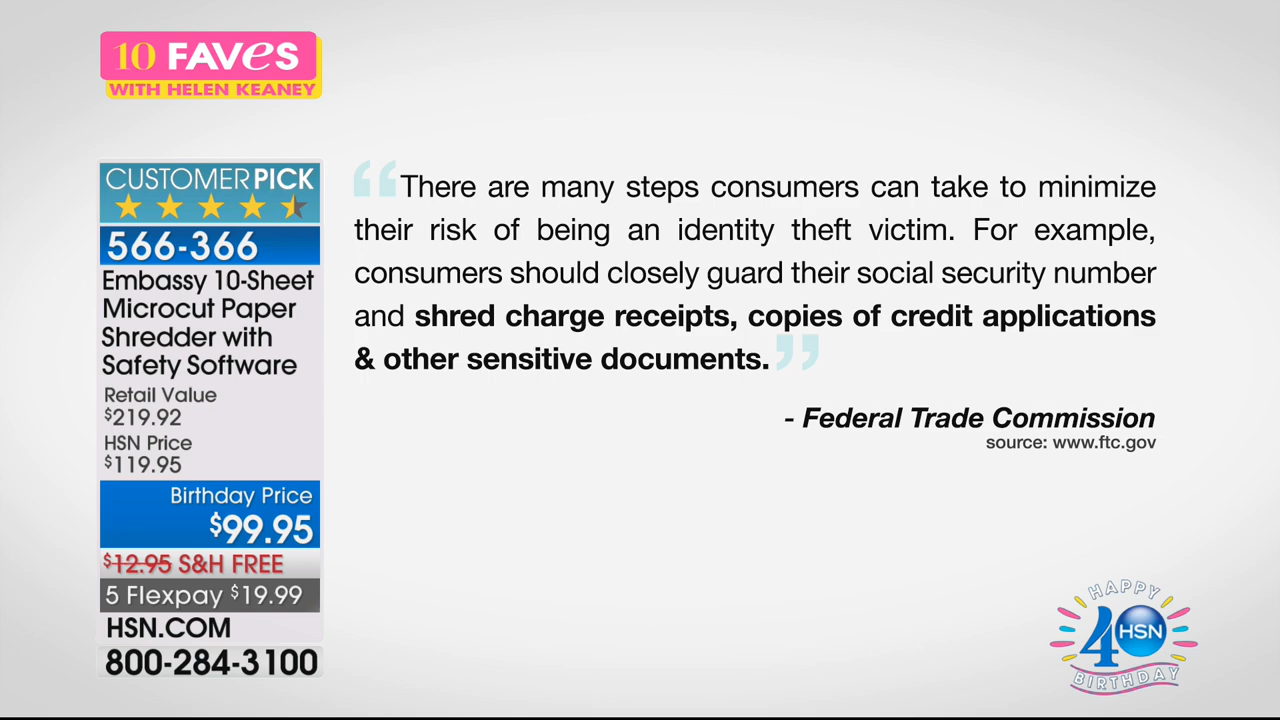 10 FAVeS
WITH HELEN KEANEY
CUSTOMER PICK
566-366
Embassy 10-Sheet
Microcut Paper
Shredder with
Safety Software
Retail Value
$219.92
HSN Price
$119.95
Birthday Price
$99.95
$12.95 S&H FREE
5 Flexpay $19.99
HSN.COM
800-284-3100
“There are many steps consumers can take to minimize
their risk of being an identity theft victim. For example,
consumers should closely guard their social security number
and shred charge receipts, copies of credit applications
& other sensitive documents.”
- Federal Trade Commission
source: www.ftc.gov
HAPPY
40 HSN
BIRTHDAY